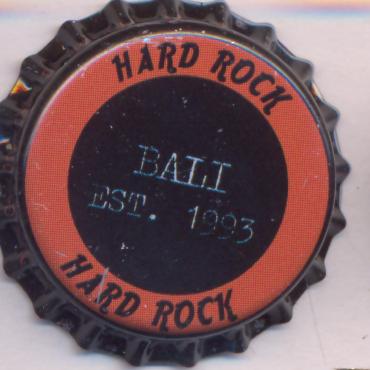 HARD ROCK
BALI
EST. 1993
HARD ROCK